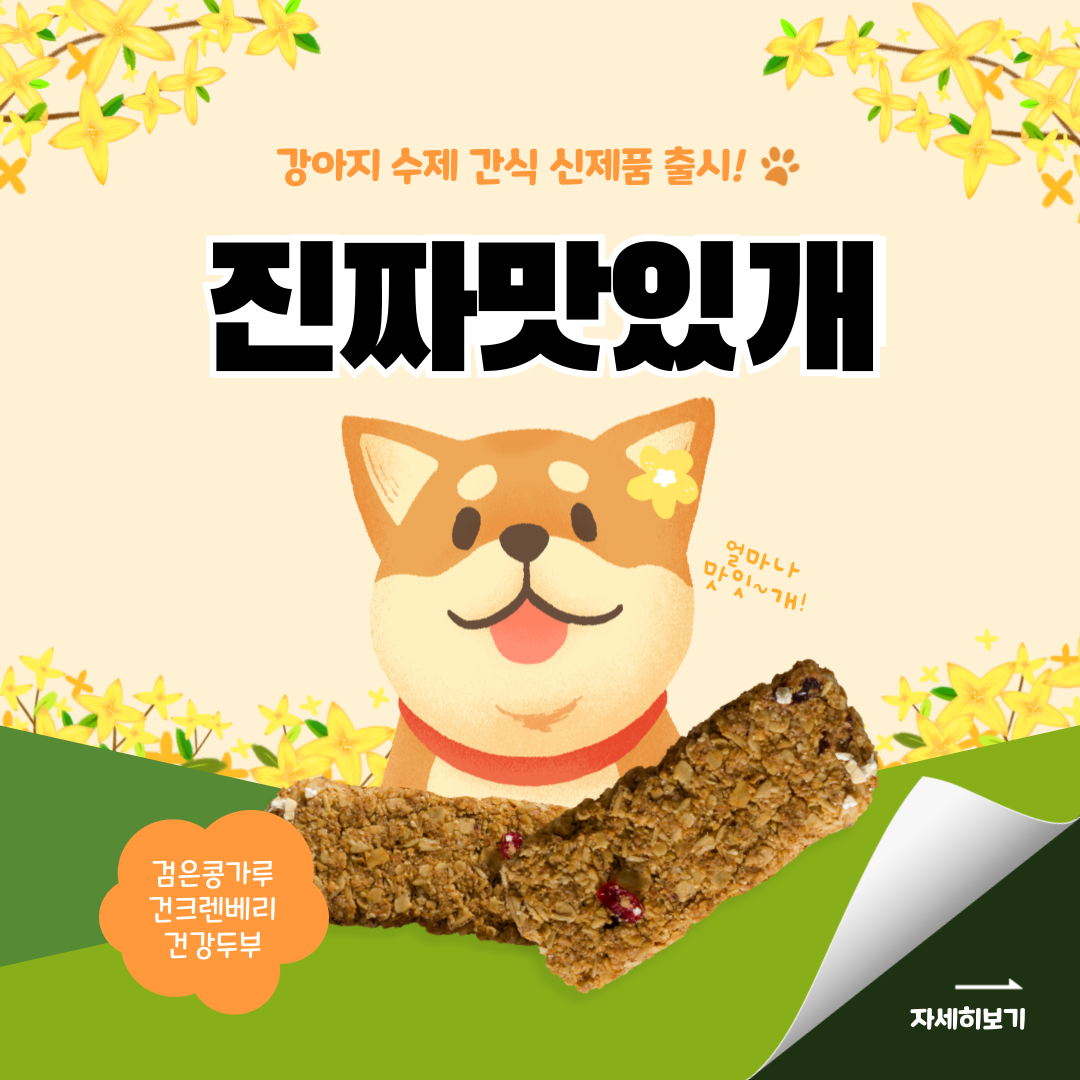 강아지 수제 간식 신제품 출시!
진짜맛있개
얼마나
맛잇~개!
검은콩가루
건크렌베리
건강두부
자세히보기